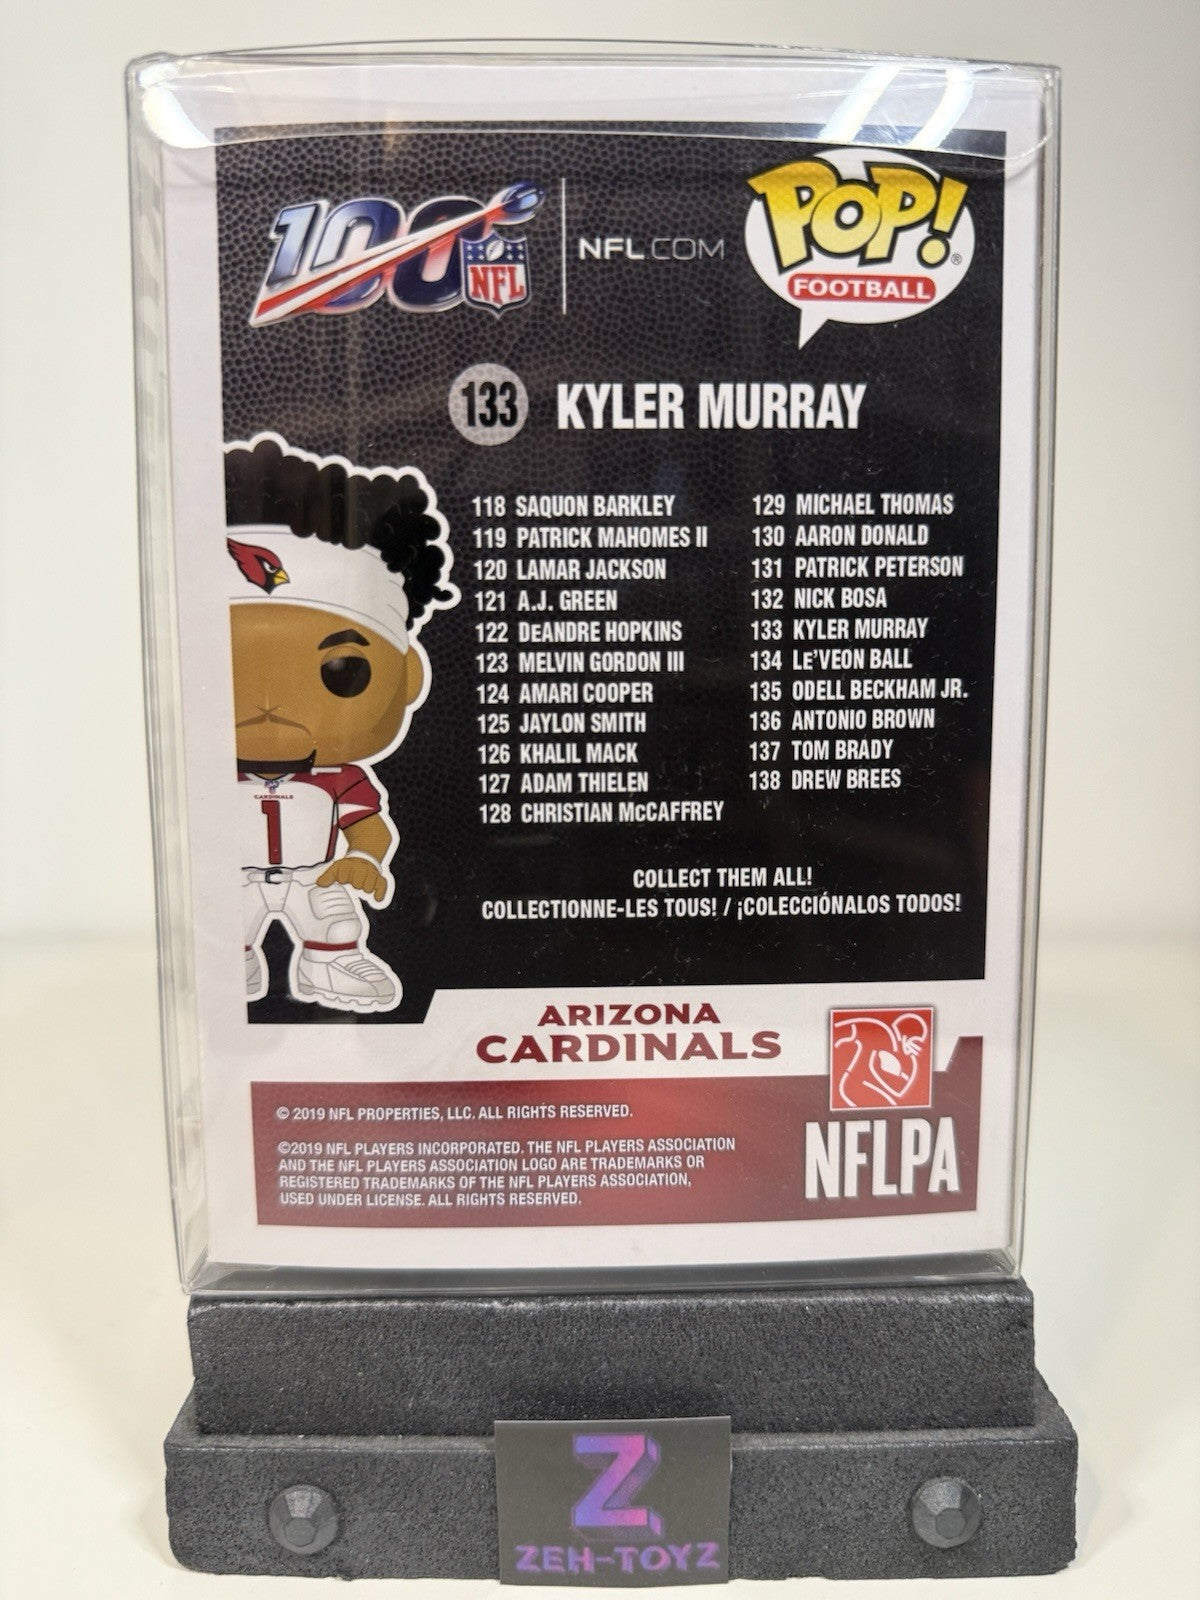 100 NFL
NFL.COM
POP!®
FOOTBALL
133 KYLER MURRAY
118 SAQUON BARKLEY
119 PATRICK MAHOMES II
120 LAMAR JACKSON
121 A.J. GREEN
122 DeANDRE HOPKINS
123 MELVIN GORDON III
124 AMARI COOPER
125 JAYLON SMITH
126 KHALIL MACK
127 ADAM THIELEN
128 CHRISTIAN McCAFFREY
129 MICHAEL THOMAS
130 AARON DONALD
131 PATRICK PETERSON
132 NICK BOSA
133 KYLER MURRAY
134 Le'VEON BALL
135 ODELL BECKHAM JR.
136 ANTONIO BROWN
137 TOM BRADY
138 DREW BREES
CARDINALS
1
COLLECT THEM ALL!
COLLECTIONNE-LES TOUS! / ¡COLECCIÓNALOS TODOS!
ARIZONA
CARDINALS
© 2019 NFL PROPERTIES, LLC. ALL RIGHTS RESERVED.
©2019 NFL PLAYERS INCORPORATED. THE NFL PLAYERS ASSOCIATION
AND THE NFL PLAYERS ASSOCIATION LOGO ARE TRADEMARKS OR
REGISTERED TRADEMARKS OF THE NFL PLAYERS ASSOCIATION,
USED UNDER LICENSE. ALL RIGHTS RESERVED.
NFLPA
Z
ZEH-TOYZ